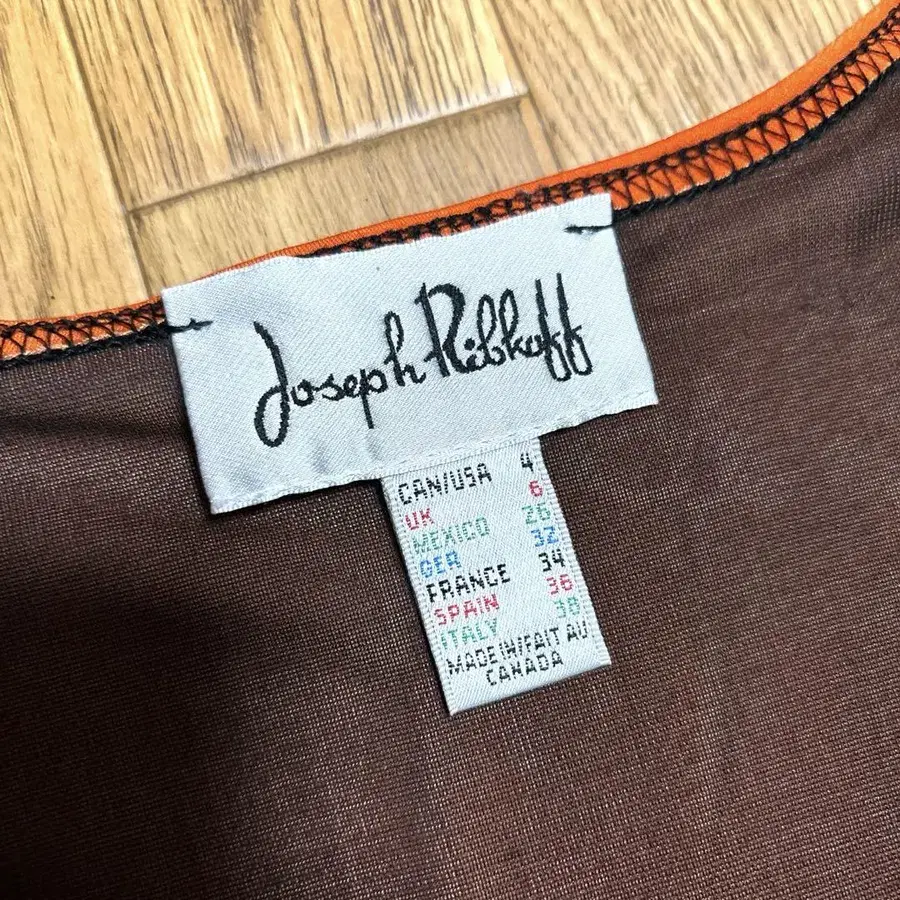 Joseph Ribkoff
CAN/USA 4
UK 6
MEXICO 26
GER 32
FRANCE 34
SPAIN 36
ITALY 38
MADE IN/FAIT AU
CANADA